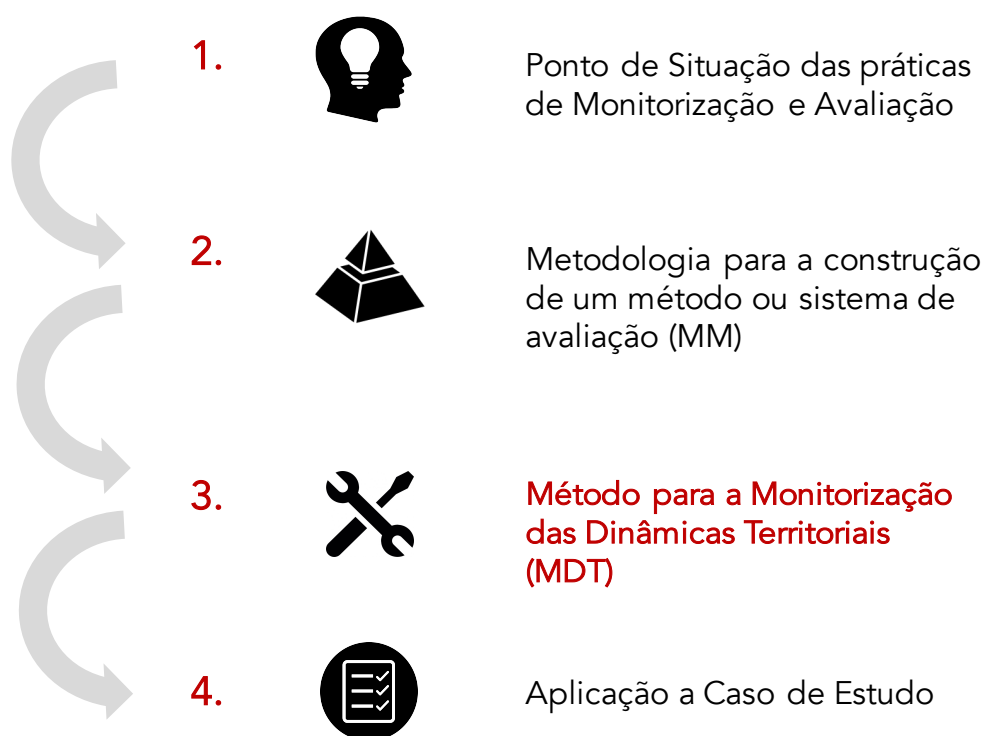 1.
Ponto de Situação das práticas
de Monitorização e Avaliação
2.
Metodologia para a construção
de um método ou sistema de
avaliação (MM)
3.
Método para a Monitorização
das Dinâmicas Territoriais
(MDT)
4.
Aplicação a Caso de Estudo